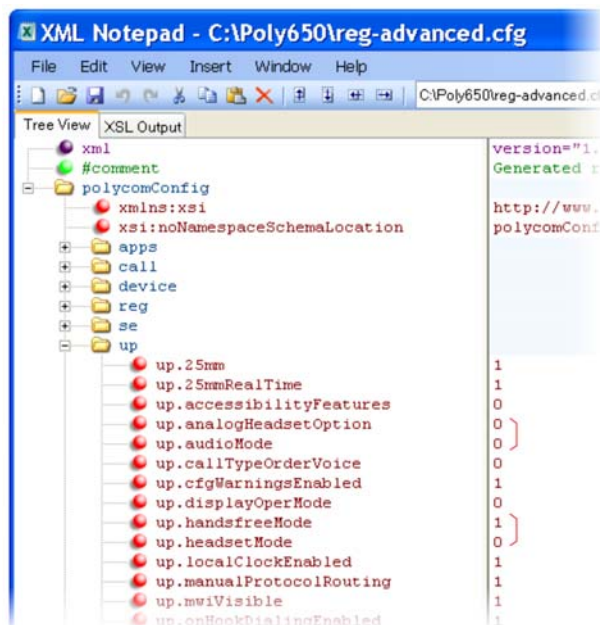 XML Notepad - C:\Poly650\reg-advanced.cfg
File Edit View Insert Window Help
C:\Poly650\reg-advanced.c
Tree View XSL Output
xml version="1.
#comment Generated
polycomConfig
xmlns:xsi http://www.
xsi:noNamespaceSchemaLocation polycomConf
apps
call
device
reg
se
up
up.25mm 1
up.25mmRealTime 1
up.accessibilityFeatures 0
up.analogHeadsetOption 0
up.audioMode 0
up.callTypeOrderVoice 0
up.cfgWarningsEnabled 1
up.displayOperMode 0
up.handsfreeMode 1
up.headsetMode 0
up.localClockEnabled 1
up.manualProtocolRouting 1
up.mwiVisible 1
up.onHookDialingEnabled 1